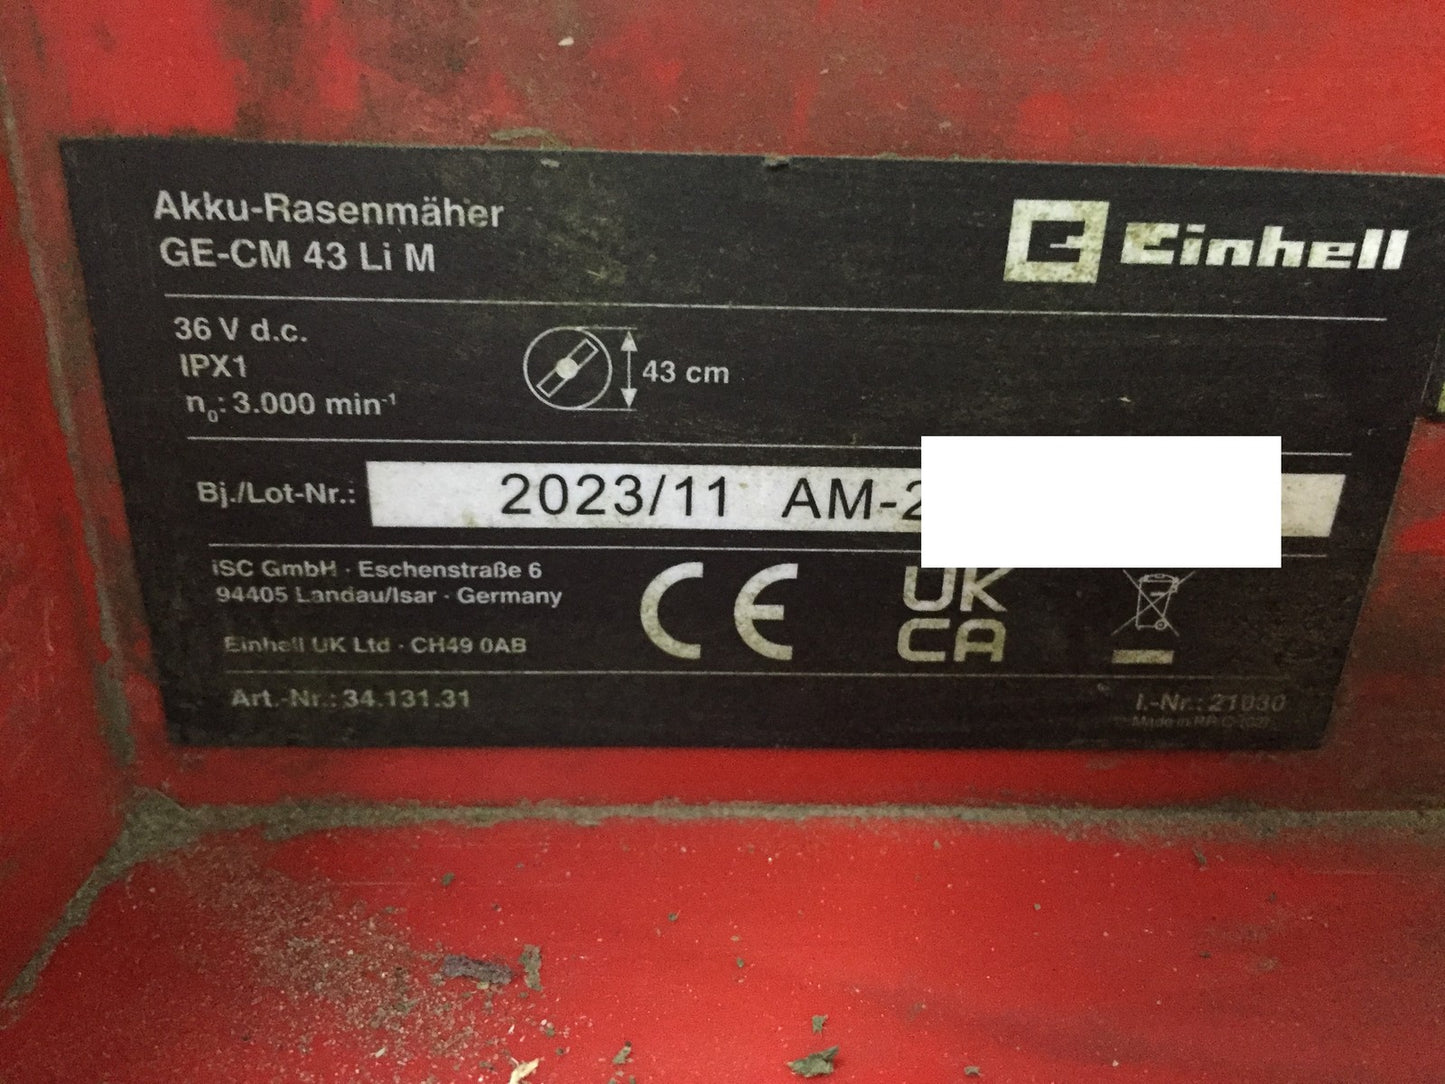 Akku-Rasenmäher
GE-CM 43 Li M
Einhell
36 V d.c.
IPX1
n₀: 3.000 min⁻¹
43 cm
Bj./Lot-Nr.: 2023/11 AM-2
iSC GmbH · Eschenstraße 6
94405 Landau/Isar · Germany
Einhell UK Ltd · CH49 0AB
CE
UK
CA
Art.-Nr.: 34.131.31
I.-Nr.: 21030
Made in P.R.C.